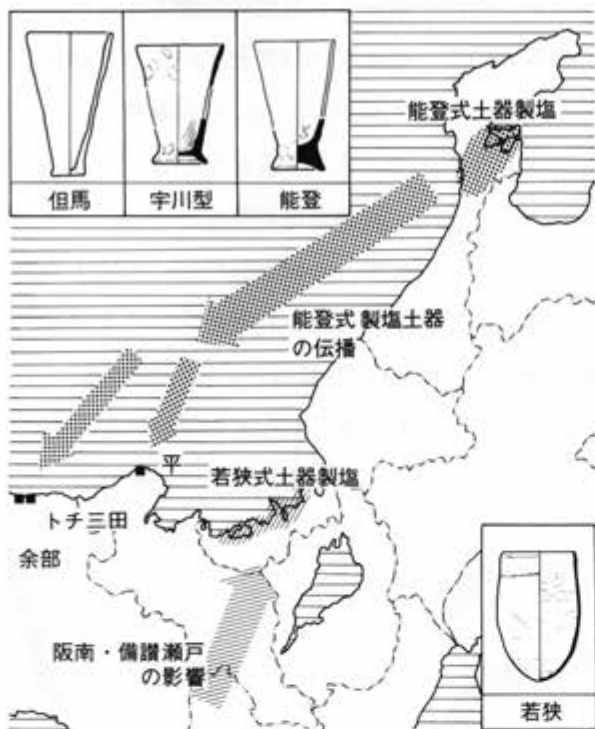 但馬
宇川型
能登
能登式土器製塩
能登式製塩土器
の伝播
平
若狭式土器製塩
トチ三田
余部
阪南・備讃瀬戸
の影響
若狭